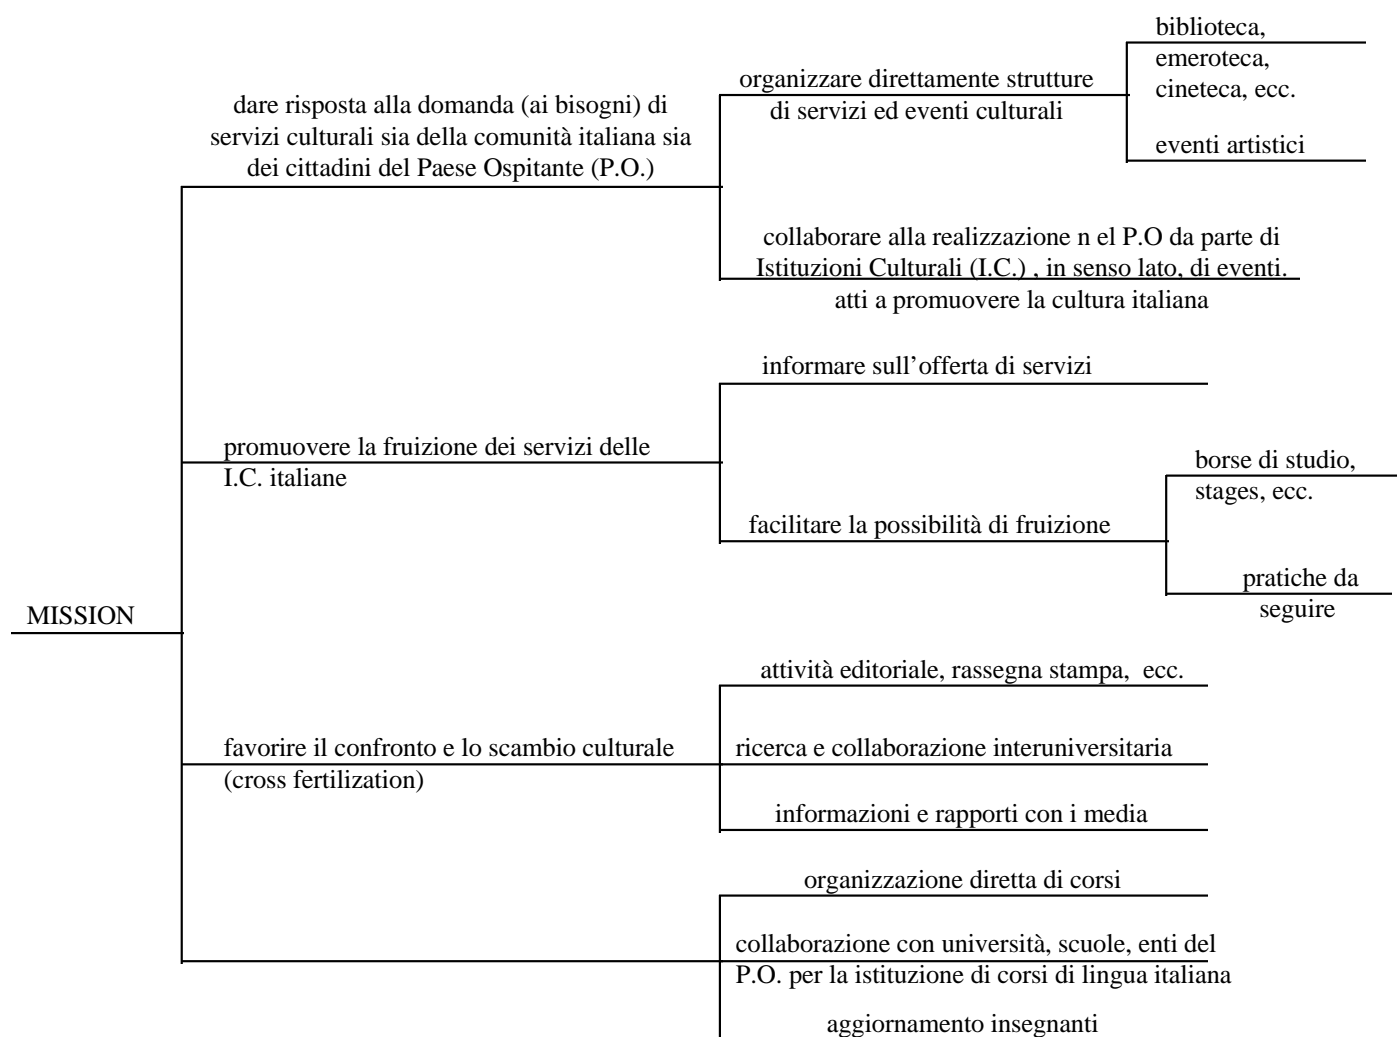 biblioteca,
emeroteca,
cineteca, ecc.
eventi artistici
organizzare direttamente strutture
di servizi ed eventi culturali
dare risposta alla domanda (ai bisogni) di
servizi culturali sia della comunità italiana sia
dei cittadini del Paese Ospitante (P.O.)
collaborare alla realizzazione n el P.O da parte di
Istituzioni Culturali (I.C.) , in senso lato, di eventi.
atti a promuovere la cultura italiana
informare sull’offerta di servizi
promuovere la fruizione dei servizi delle
I.C. italiane
borse di studio,
stages, ecc.
facilitare la possibilità di fruizione
pratiche da
seguire
MISSION
attività editoriale, rassegna stampa,  ecc.
favorire il confronto e lo scambio culturale
(cross fertilization)
ricerca e collaborazione interuniversitaria
informazioni e rapporti con i media
organizzazione diretta di corsi
collaborazione con università, scuole, enti del
P.O. per la istituzione di corsi di lingua italiana
aggiornamento insegnanti